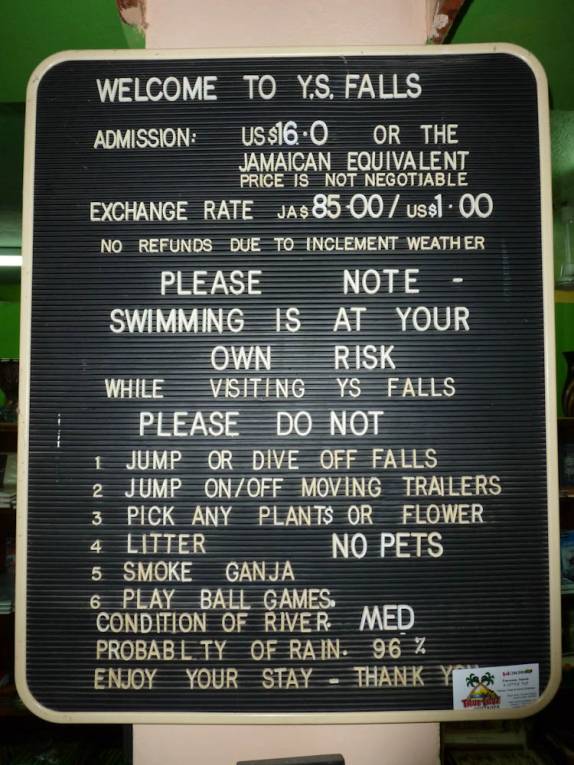 WELCOME TO Y.S. FALLS
ADMISSION: US$16.0 OR THE
JAMAICAN EQUIVALENT
PRICE IS NOT NEGOTIABLE
EXCHANGE RATE JA$85.00/US$1.00
NO REFUNDS DUE TO INCLEMENT WEATHER
PLEASE NOTE -
SWIMMING IS AT YOUR
OWN RISK
WHILE VISITING YS FALLS
PLEASE DO NOT
1 JUMP OR DIVE OFF FALLS
2 JUMP ON/OFF MOVING TRAILERS
3 PICK ANY PLANT$ OR FLOWER
4 LITTER NO PETS
5 SMOKE GANJA
6 PLAY BALL GAMES.
CONDITION OF RIVER. MED
PROBABL TY OF RAIN. 96 %
ENJOY YOUR STAY - THANK